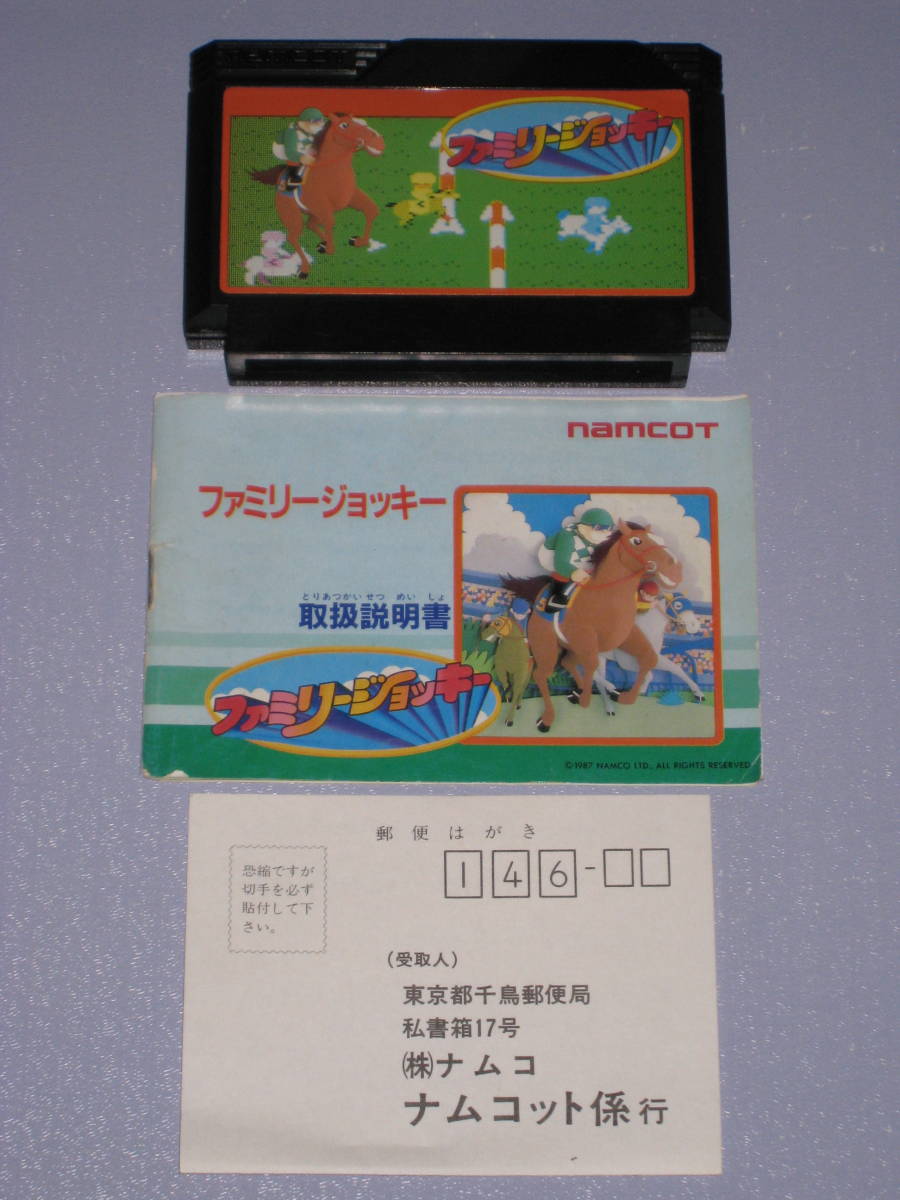 ファミリージョッキー
namcoT
ファミリージョッキー
とりあつかいせつめいしょ
取扱説明書
ファミリージョッキー
©1987 NAMCO LTD., ALL RIGHTS RESERVED
郵便はがき
恐縮ですが
切手を必ず
貼付して下
さい。
146-
(受取人)
東京都千鳥郵便局
私書箱17号
㈱ナムコ
ナムコット係行